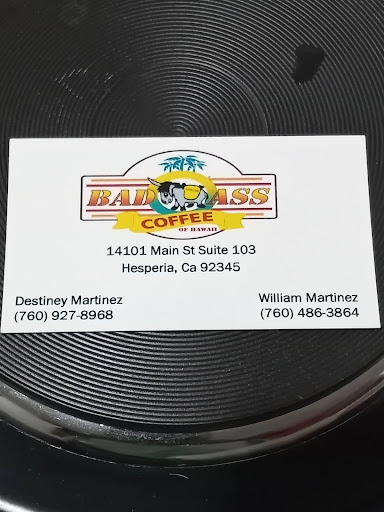 BAD ASS
COFFEE
OF HAWAII
14101 Main St Suite 103
Hesperia, Ca 92345
Destiney Martinez
(760) 927-8968
William Martinez
(760) 486-3864